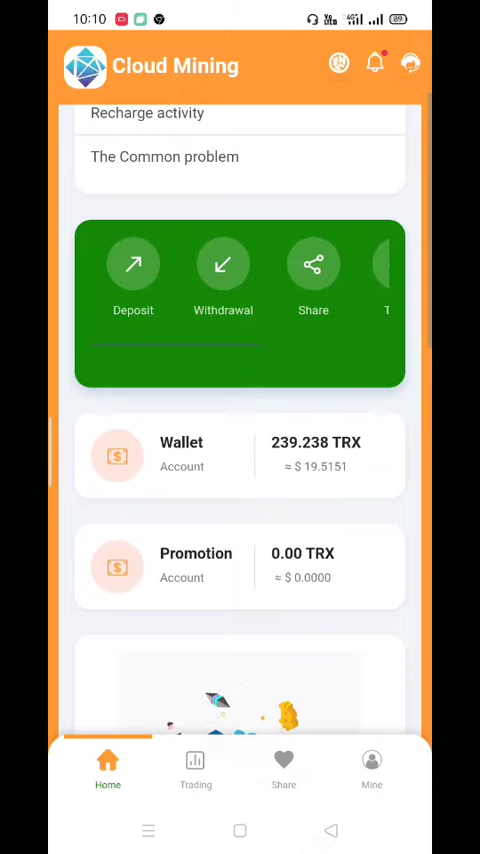 10:10
89
Cloud Mining
Recharge activity
The Common problem
Deposit
Withdrawal
Share
T
Wallet
239.238 TRX
Account
≈ $ 19.5151
Promotion
0.00 TRX
Account
≈ $ 0.0000
Home
Trading
Share
Mine